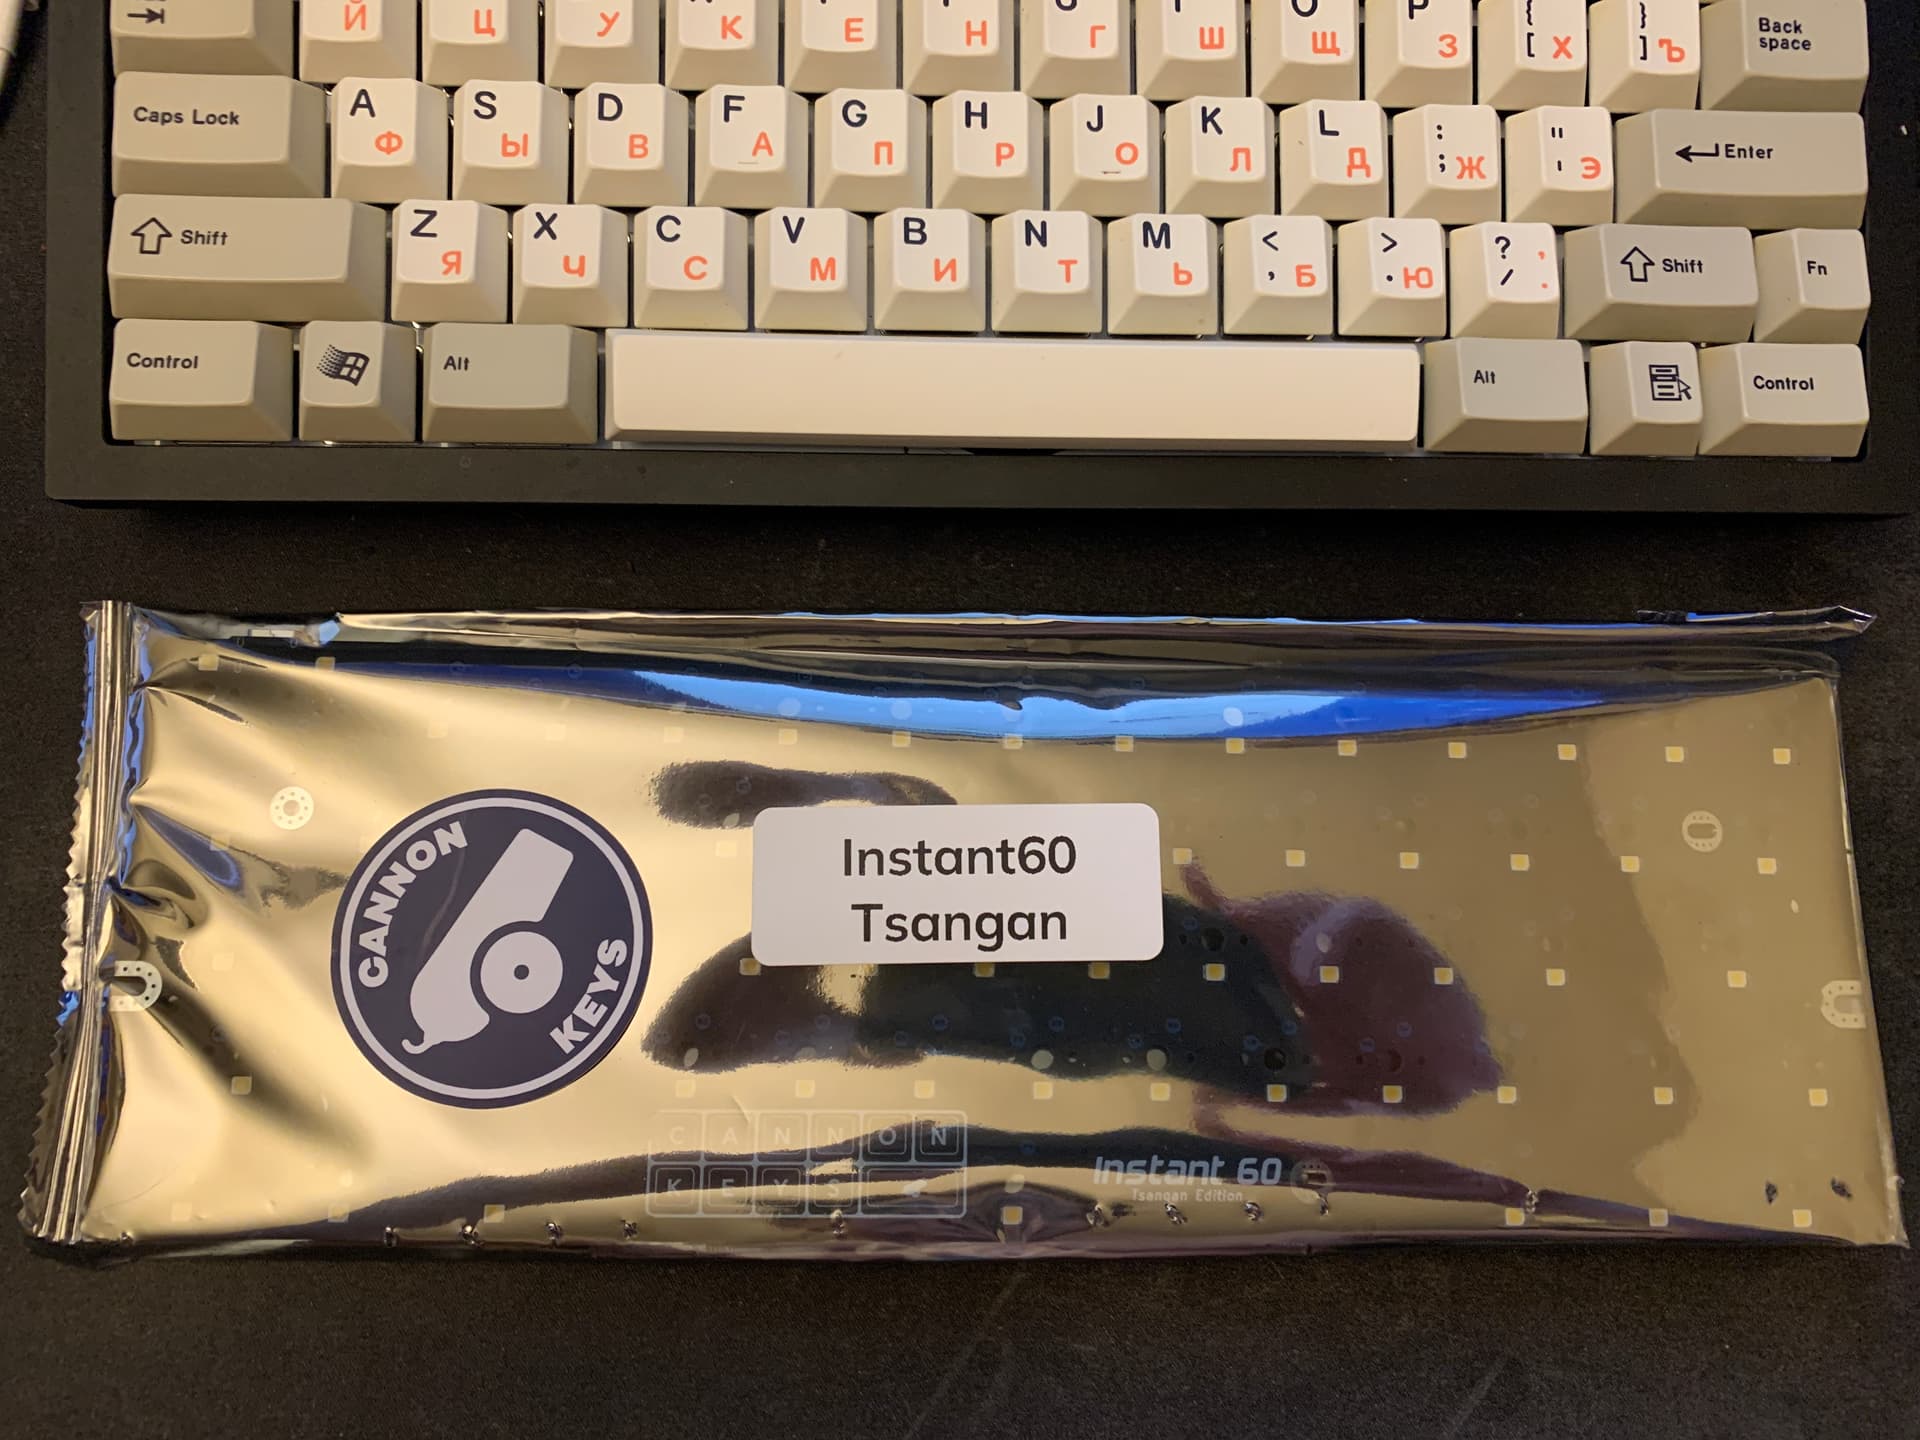 Й Ц У К Е Н Г Ш O Щ P З { [ Х } ] Ъ Back space
Caps Lock A Ф S Ы D В F А G П H Р J О K Л L Д : ; Ж " ' Э Enter
Shift Z Я X Ч C С V М B И N Т M Ь < , Б > . Ю ? / , . Shift Fn
Control Alt Alt Control
CANNON
KEYS
Instant60
Tsangan
CANNON
KEYS
Instant 60
Tsangan Edition